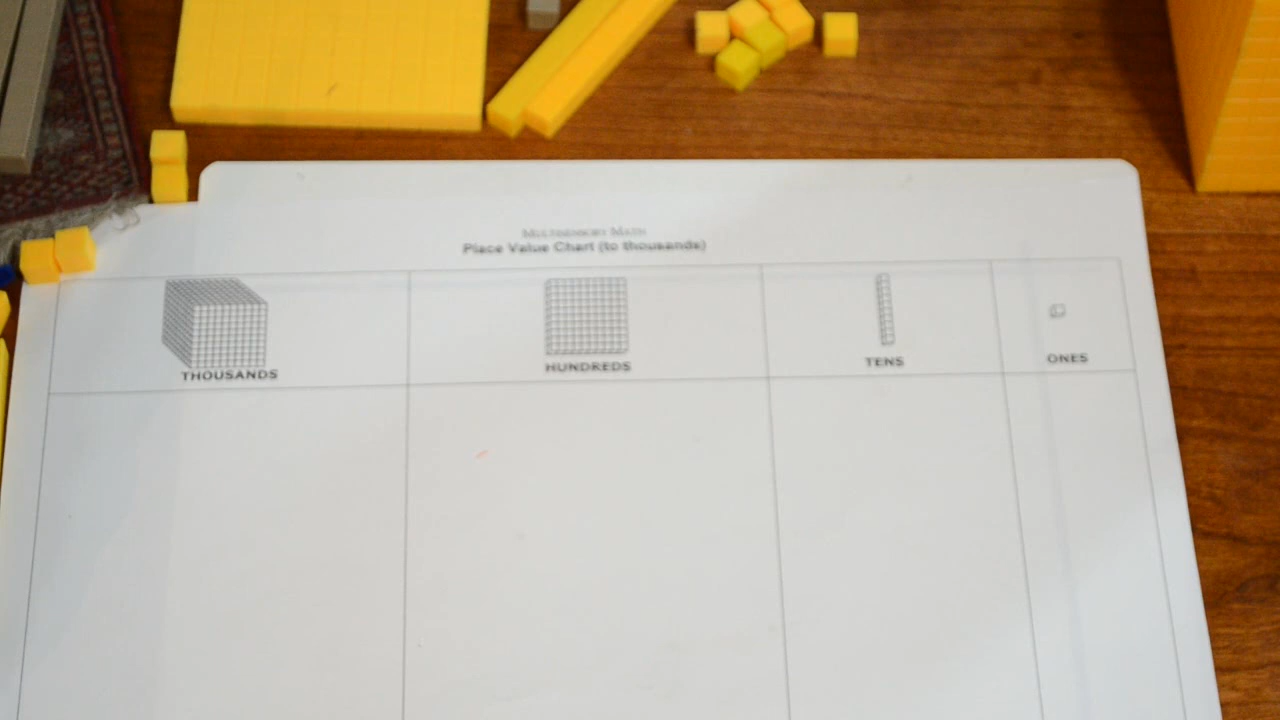 MULTISENSORY MATH
Place Value Chart (to thousands)
THOUSANDS HUNDREDS TENS ONES